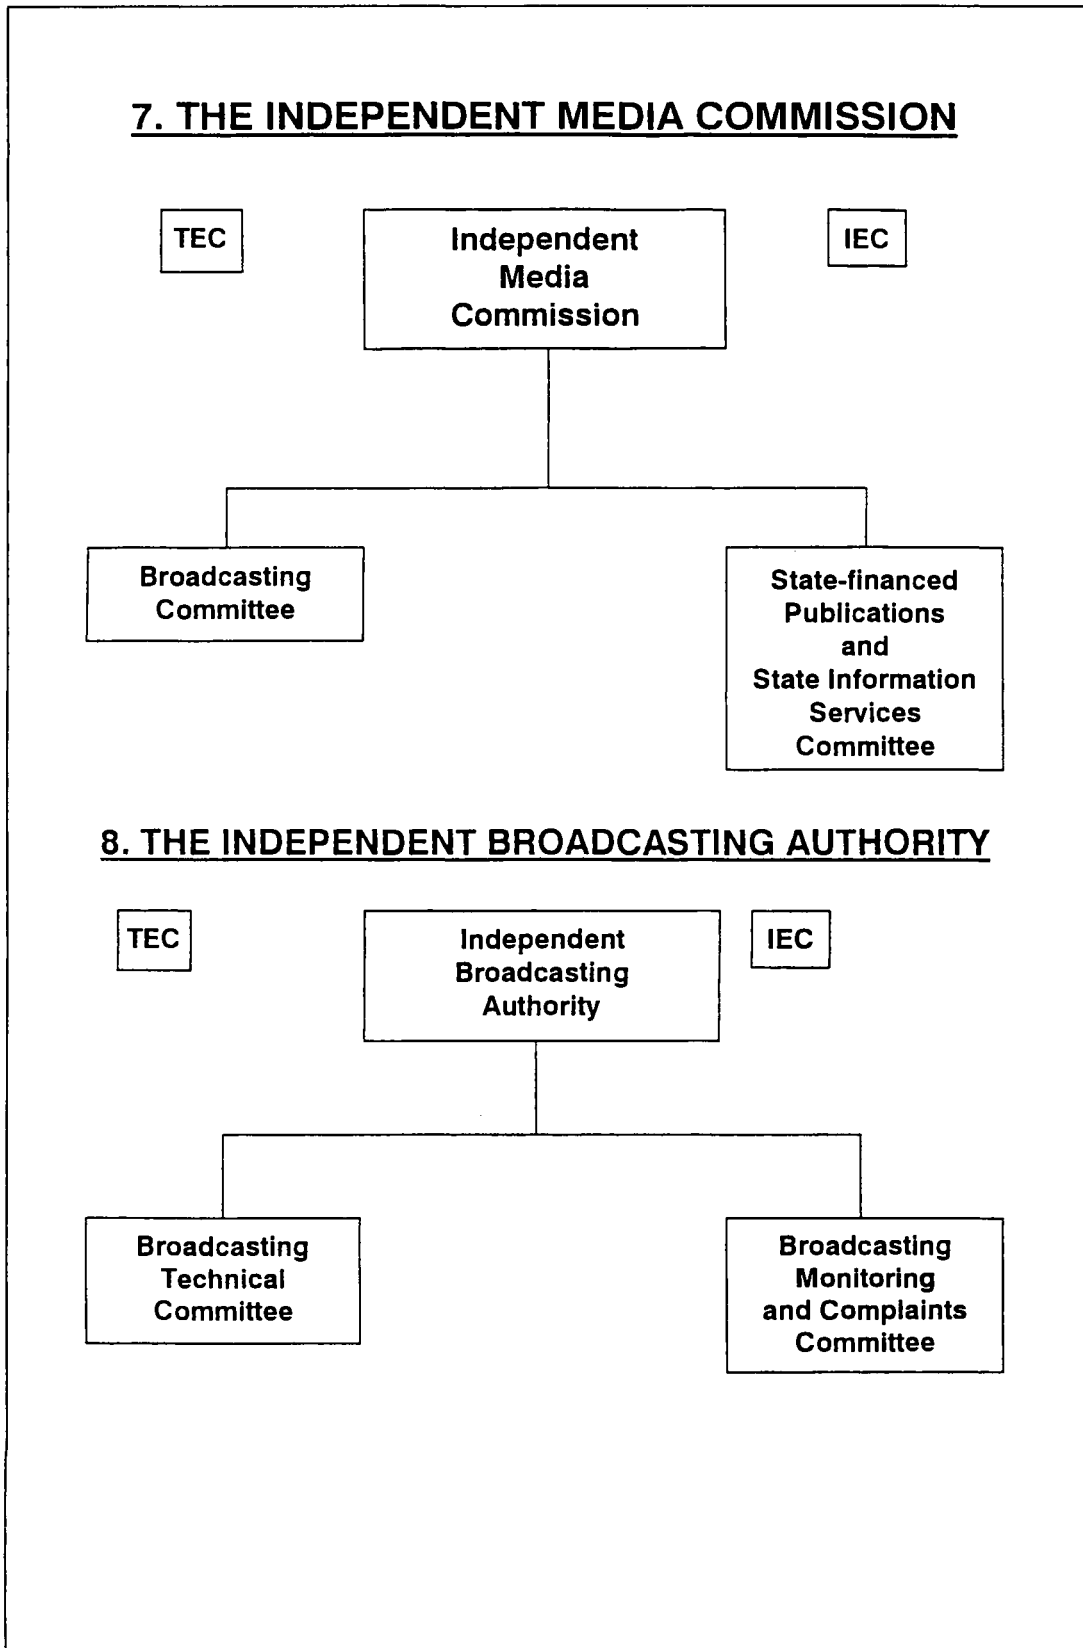 7. THE INDEPENDENT MEDIA COMMISSION
TEC
Independent
Media
Commission
IEC
Broadcasting
Committee
State-financed
Publications
and
State Information
Services
Committee
8. THE INDEPENDENT BROADCASTING AUTHORITY
TEC
Independent
Broadcasting
Authority
IEC
Broadcasting
Technical
Committee
Broadcasting
Monitoring
and Complaints
Committee